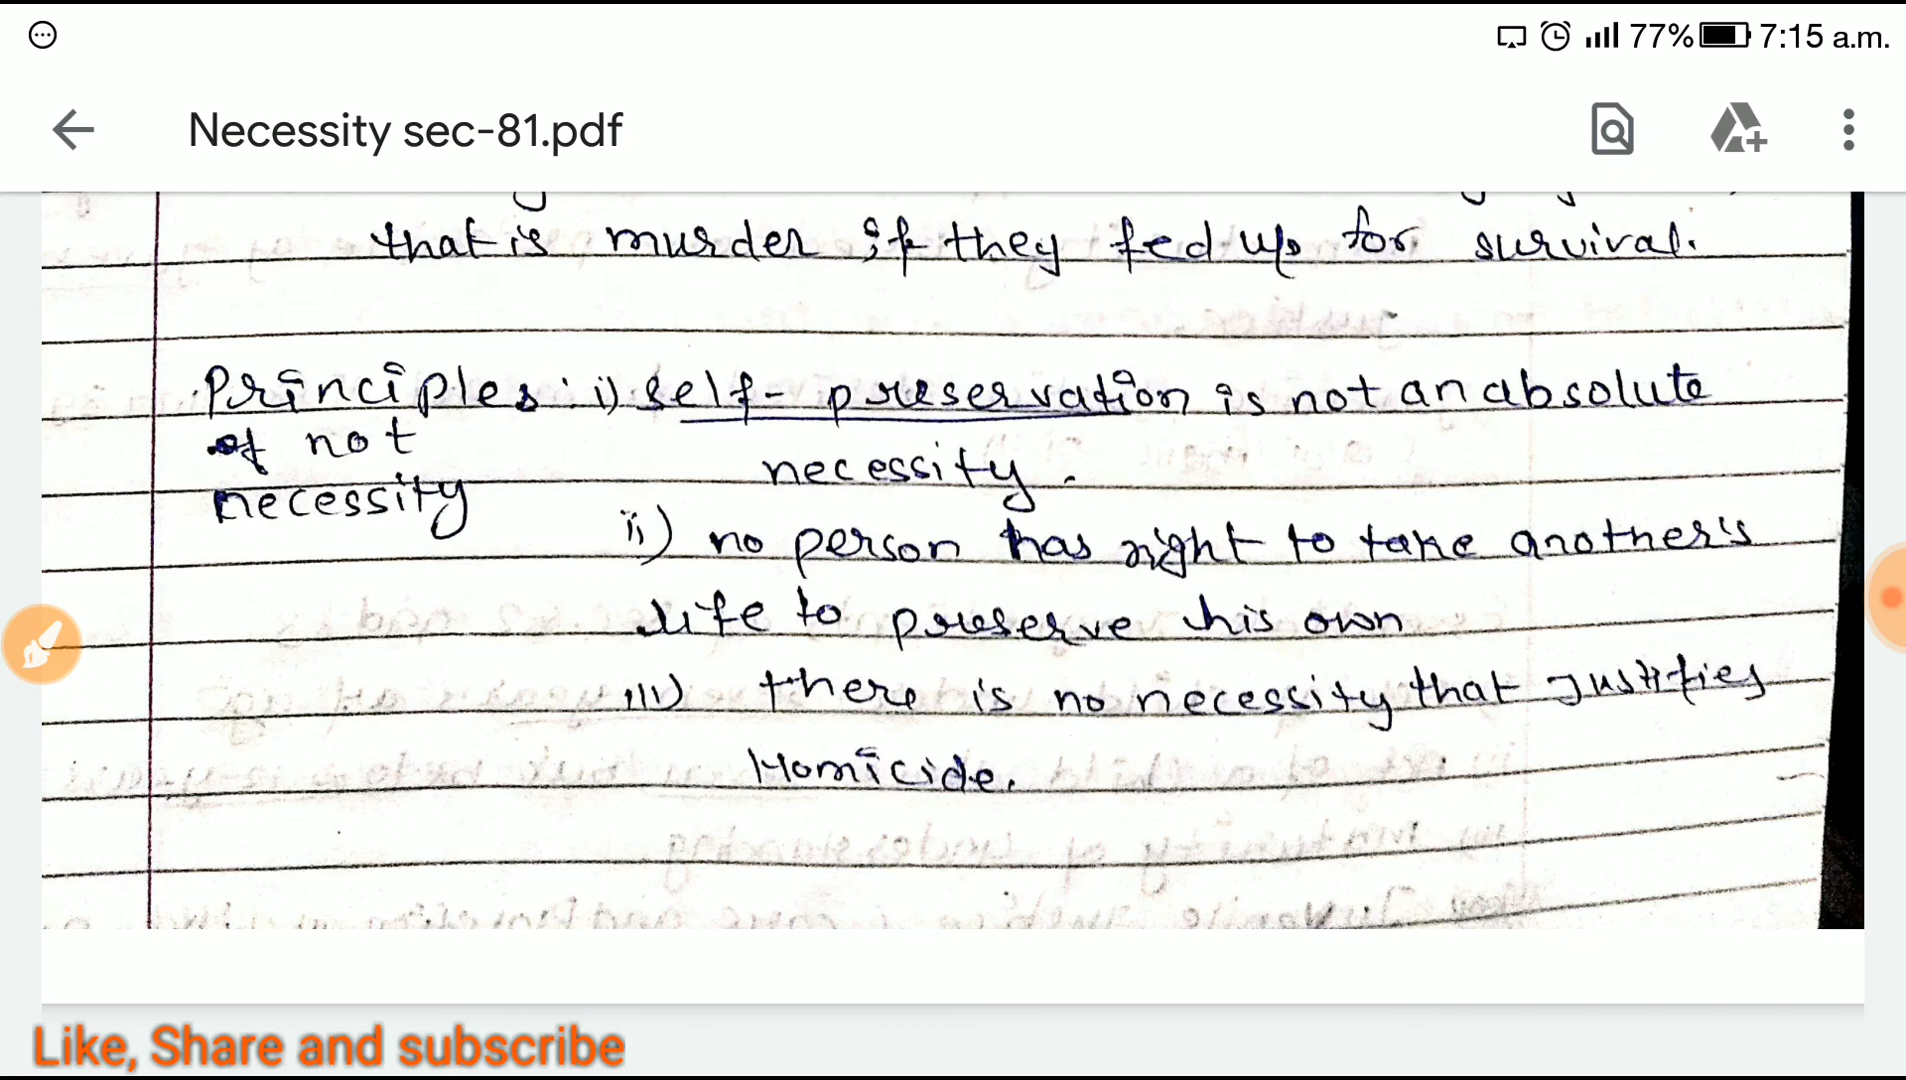 77% 7:15 a.m.
Necessity sec-81.pdf
that is murder if they fed up for survival.
Principles : i) self-preservation is not an absolute
of not
necessity.
necessity
ii) no person has right to take another's
life to preserve his own
iii) there is no necessity that Justifies
Homicide.
Like, Share and subscribe